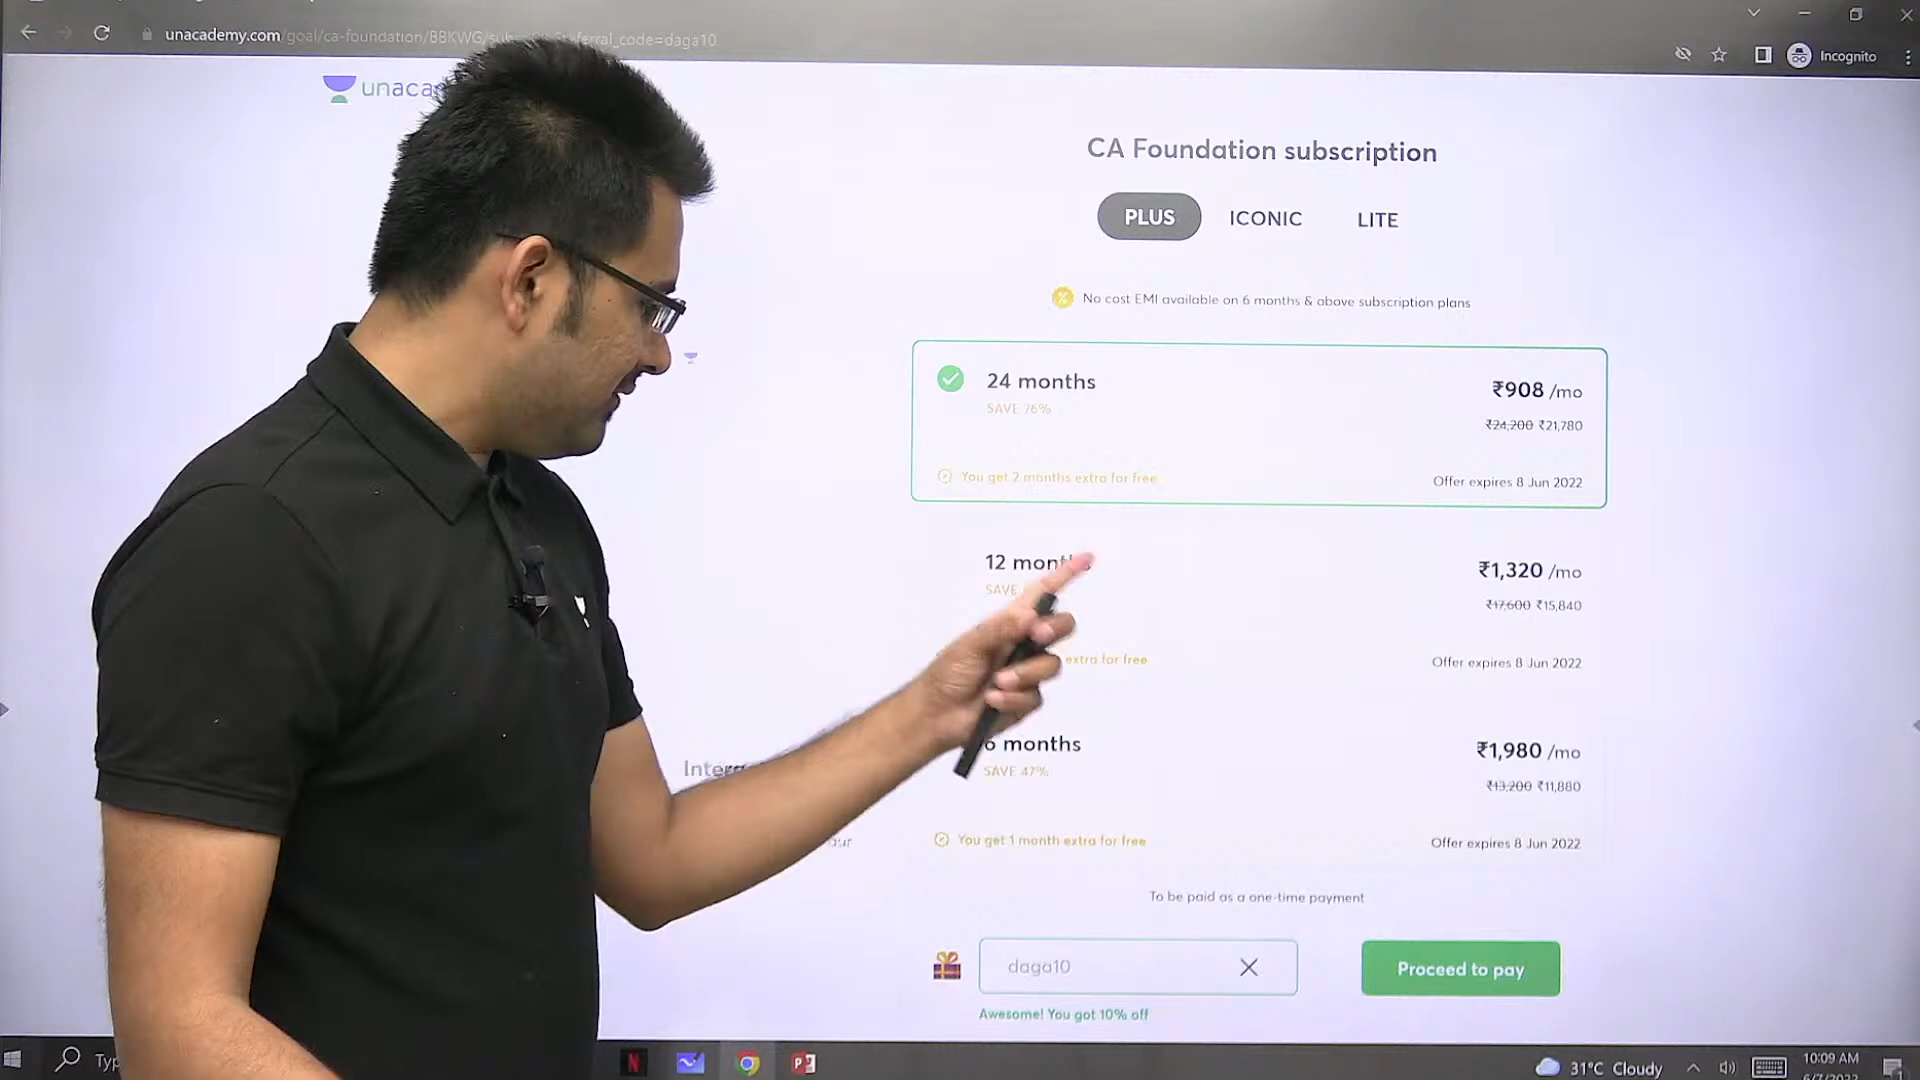 unacademy.com/goal/ca-foundation/BBKWG/
referral_code=daga10
Incognito
CA Foundation subscription
PLUS
ICONIC
LITE
No cost EMI available on 6 months & above subscription plans
24 months
SAVE 76%
₹908 /mo
₹24,200 ₹21,780
You get 2 months extra for free
Offer expires 8 Jun 2022
12
SAVE
₹1,320 /mo
₹17,600 ₹15,840
extra for free
Offer expires 8 Jun 2022
6 months
SAVE 47%
₹1,980 /mo
₹13,200 ₹11,880
You get 1 month extra for free
Offer expires 8 Jun 2022
To be paid as a one-time payment
daga10
Proceed to pay
Awesome! You got 10% off
31°C Cloudy
10:09 AM